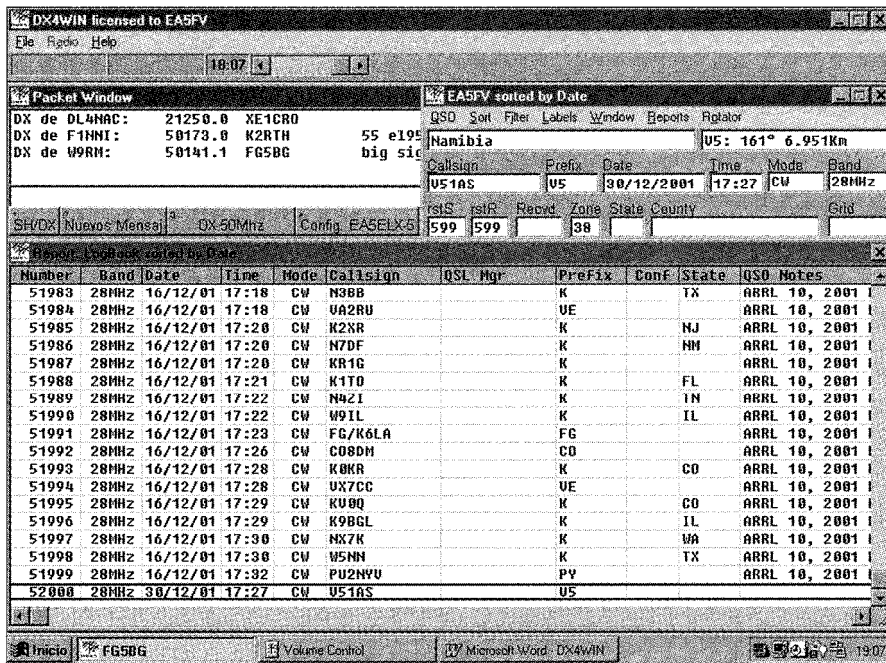 DX4WIN licensed to EA5FV
File Radio Help
18:07
Packet Window
DX de DL4NAC: 21250.0 XE1CRO
DX de F1NNI: 50173.0 K2RTH 55 el95
DX de W9RM: 50141.1 FG5BG big sig
SH/DX Nuevos Mensaj DX-50Mhz Config. EA5ELX-5
EA5FV sorted by Date
QSO Sort Filter Labels Window Reports Rotator
Namibia V5: 161° 6.951Km
Callsign Prefix Date Time Mode Band
V51AS V5 30/12/2001 17:27 CW 28MHz
rstS rstR Recvd Zone State County Grid
599 599 38
Report: LogBook sorted by Date
Number Band Date Time Mode Callsign QSL Mgr Prefix Conf State QSO Notes
51983 28MHz 16/12/01 17:18 CW N3BB K TX ARRL 10, 2001
51984 28MHz 16/12/01 17:18 CW VA2RU VE ARRL 10, 2001
51985 28MHz 16/12/01 17:20 CW K2XR K NJ ARRL 10, 2001
51986 28MHz 16/12/01 17:20 CW N7DF K NM ARRL 10, 2001
51987 28MHz 16/12/01 17:20 CW KR1G K ARRL 10, 2001
51988 28MHz 16/12/01 17:21 CW K1TO K FL ARRL 10, 2001
51989 28MHz 16/12/01 17:22 CW N4ZI K TN ARRL 10, 2001
51990 28MHz 16/12/01 17:22 CW W9IL K IL ARRL 10, 2001
51991 28MHz 16/12/01 17:23 CW FG/K6LA FG ARRL 10, 2001
51992 28MHz 16/12/01 17:26 CW CO8DM CO ARRL 10, 2001
51993 28MHz 16/12/01 17:28 CW K0KR K CO ARRL 10, 2001
51994 28MHz 16/12/01 17:28 CW VX7CC VE ARRL 10, 2001
51995 28MHz 16/12/01 17:29 CW KV0Q K CO ARRL 10, 2001
51996 28MHz 16/12/01 17:29 CW K9BGL K IL ARRL 10, 2001
51997 28MHz 16/12/01 17:30 CW NX7K K WA ARRL 10, 2001
51998 28MHz 16/12/01 17:30 CW W5NN K TX ARRL 10, 2001
51999 28MHz 16/12/01 17:32 CW PU2NYV PY ARRL 10, 2001
52000 28MHz 30/12/01 17:27 CW V51AS V5
Inicio FG5BG Volume Control Microsoft Word - DX4WIN 19:07